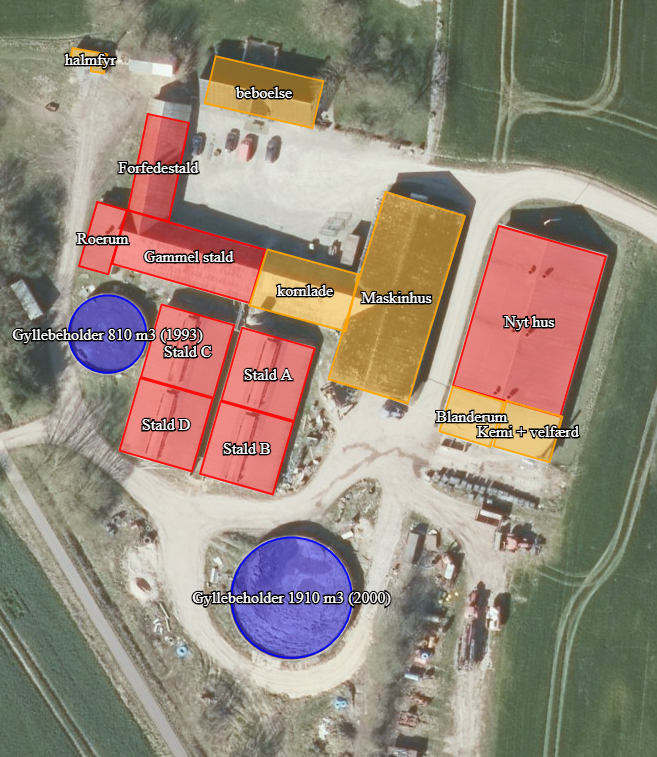 halmfyr
beboelse
Forfedestald
Roerum
Gammel stald
kornlade
Maskinhus
Nyt hus
Gyllebeholder 810 m3 (1993)
Stald C
Stald A
Blanderum
Kemi + velfærd
Stald D
Stald B
Gyllebeholder 1910 m3 (2000)